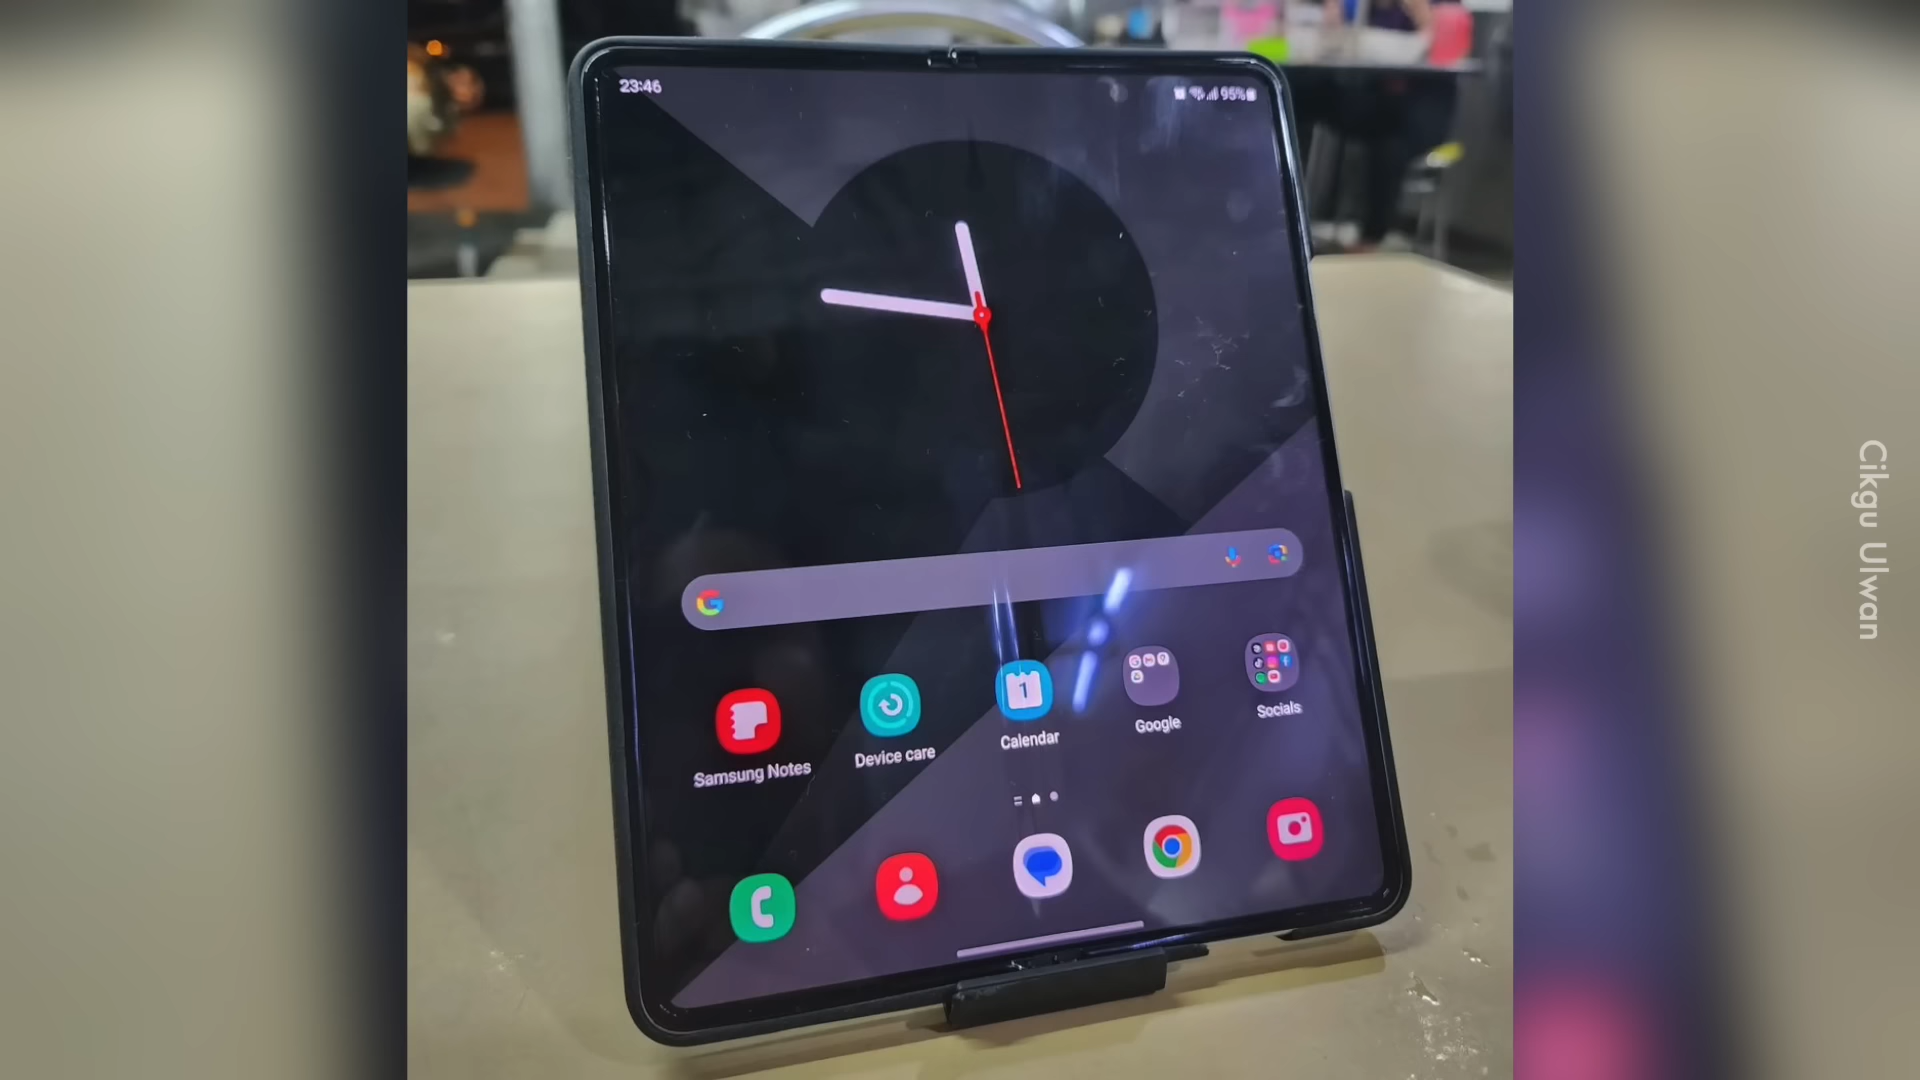 23:46
95%
Samsung Notes
Device care
1
Calendar
Google
Socials
Cikgu Ulwan